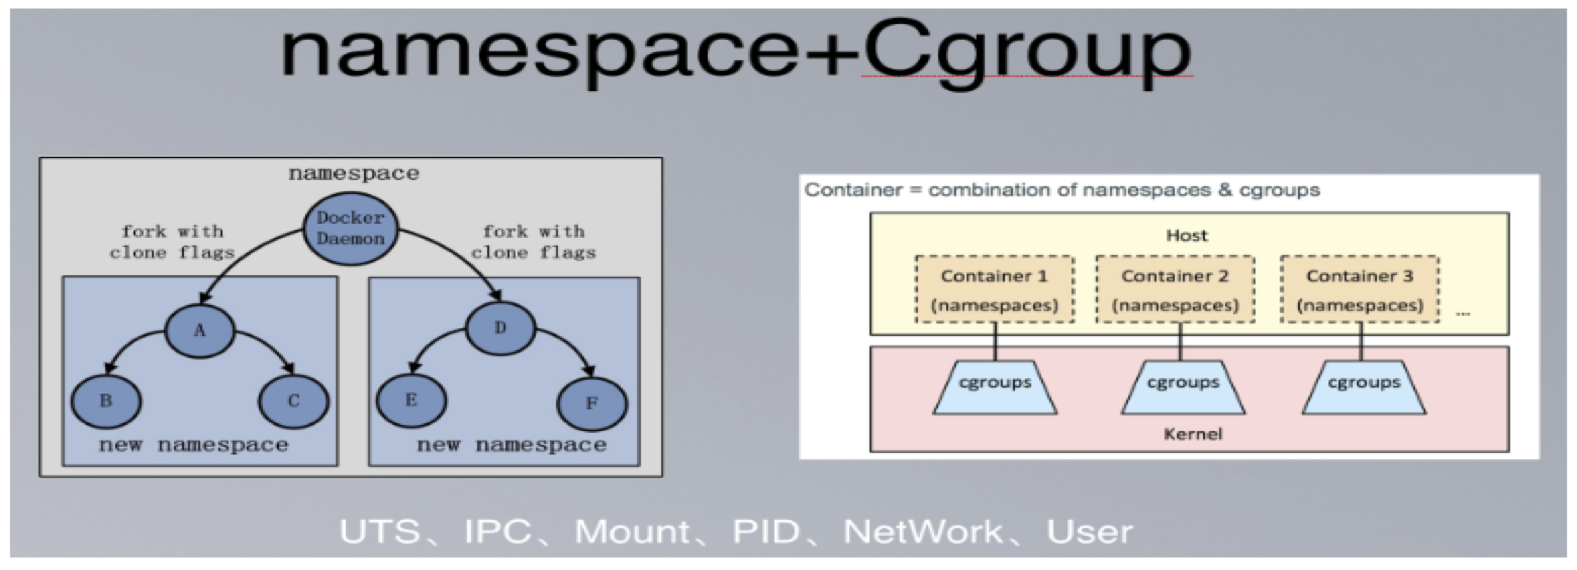 namespace+Cgroup
namespace
Docker
Daemon
fork with
clone flags
fork with
clone flags
A
D
B
C
E
F
new namespace
new namespace
Container = combination of namespaces & cgroups
Host
Container 1
(namespaces)
Container 2
(namespaces)
Container 3
(namespaces)
...
cgroups
cgroups
cgroups
Kernel
UTS、IPC、Mount、PID、NetWork、User